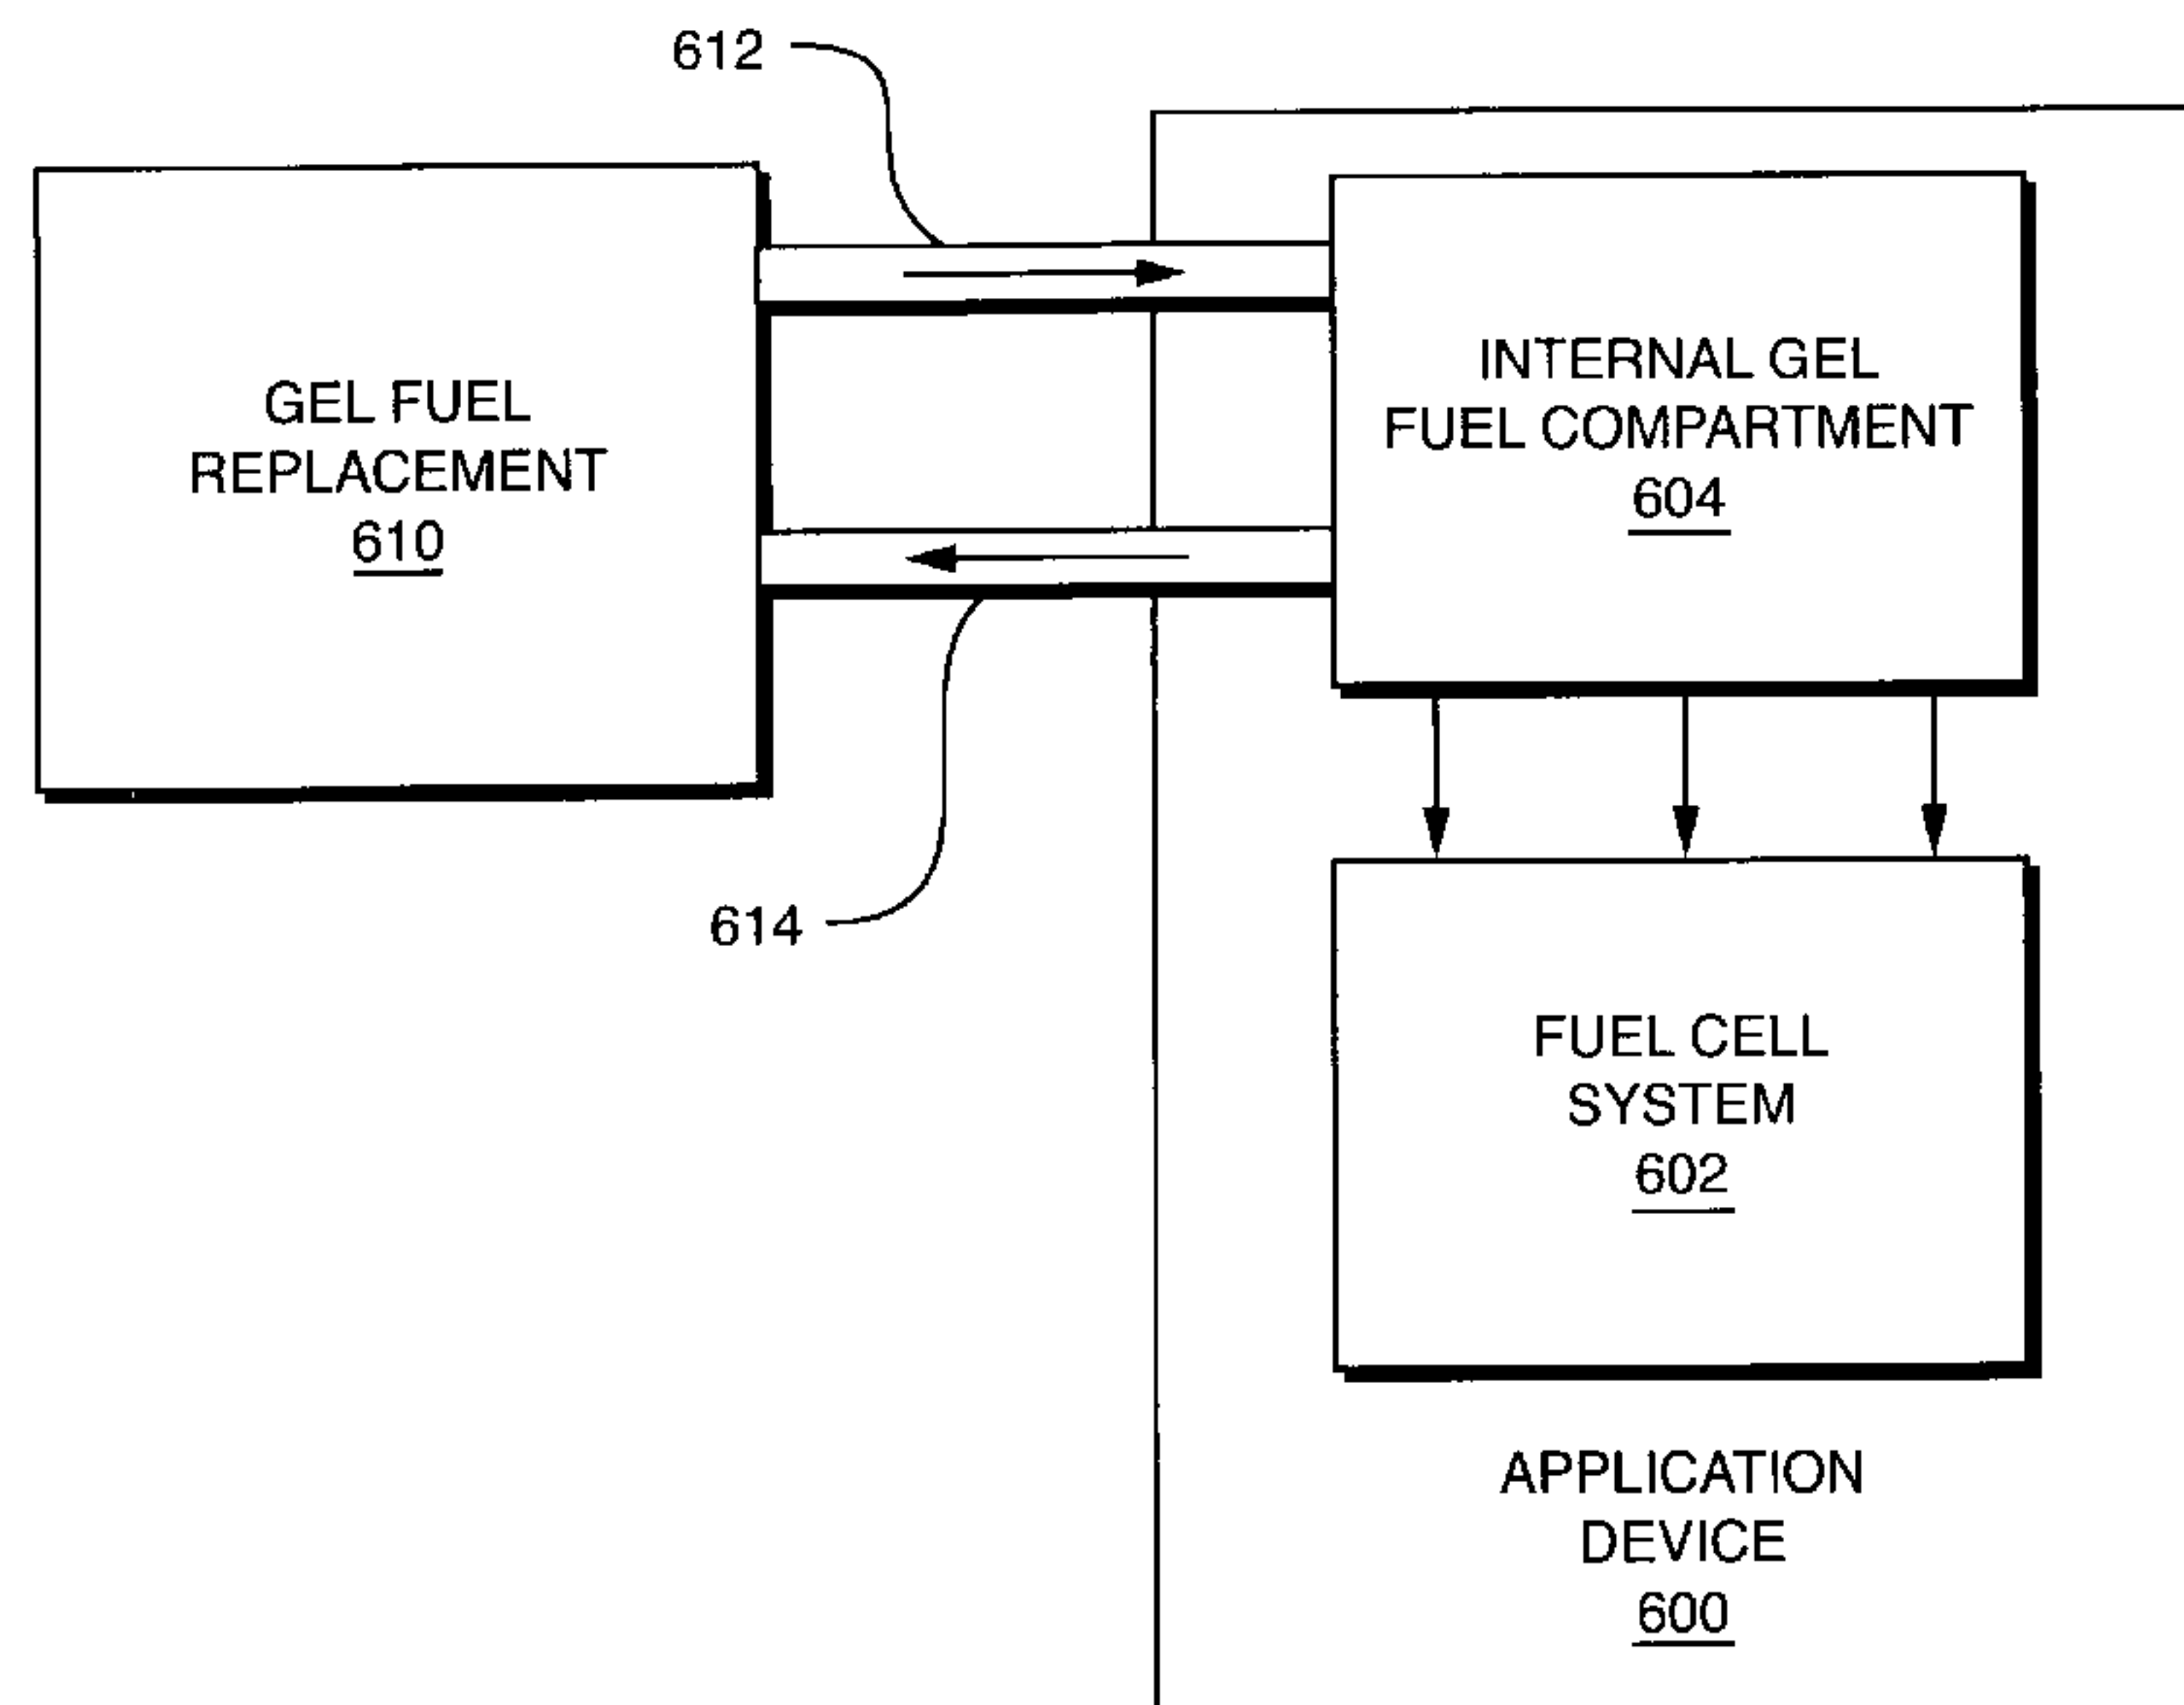 612
GEL FUEL
REPLACEMENT
610
INTERNAL GEL
FUEL COMPARTMENT
604
614
FUEL CELL
SYSTEM
602
APPLICATION
DEVICE
600